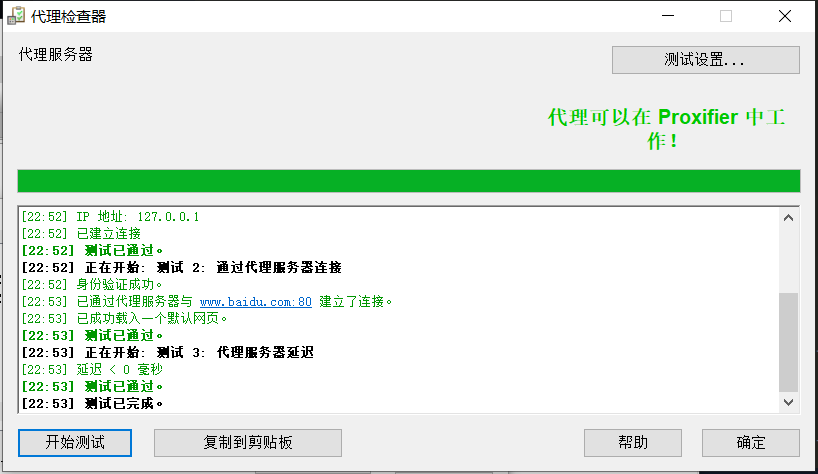 代理检查器
代理服务器
测试设置...
代理可以在 Proxifier 中工
作！
[22:52] IP 地址: 127.0.0.1
[22:52] 已建立连接
[22:52] 测试已通过。
[22:52] 正在开始: 测试 2: 通过代理服务器连接
[22:52] 身份验证成功。
[22:53] 已通过代理服务器与 www.baidu.com:80 建立了连接。
[22:53] 已成功载入一个默认网页。
[22:53] 测试已通过。
[22:53] 正在开始: 测试 3: 代理服务器延迟
[22:53] 延迟 < 0 毫秒
[22:53] 测试已通过。
[22:53] 测试已完成。
开始测试
复制到剪贴板
帮助
确定